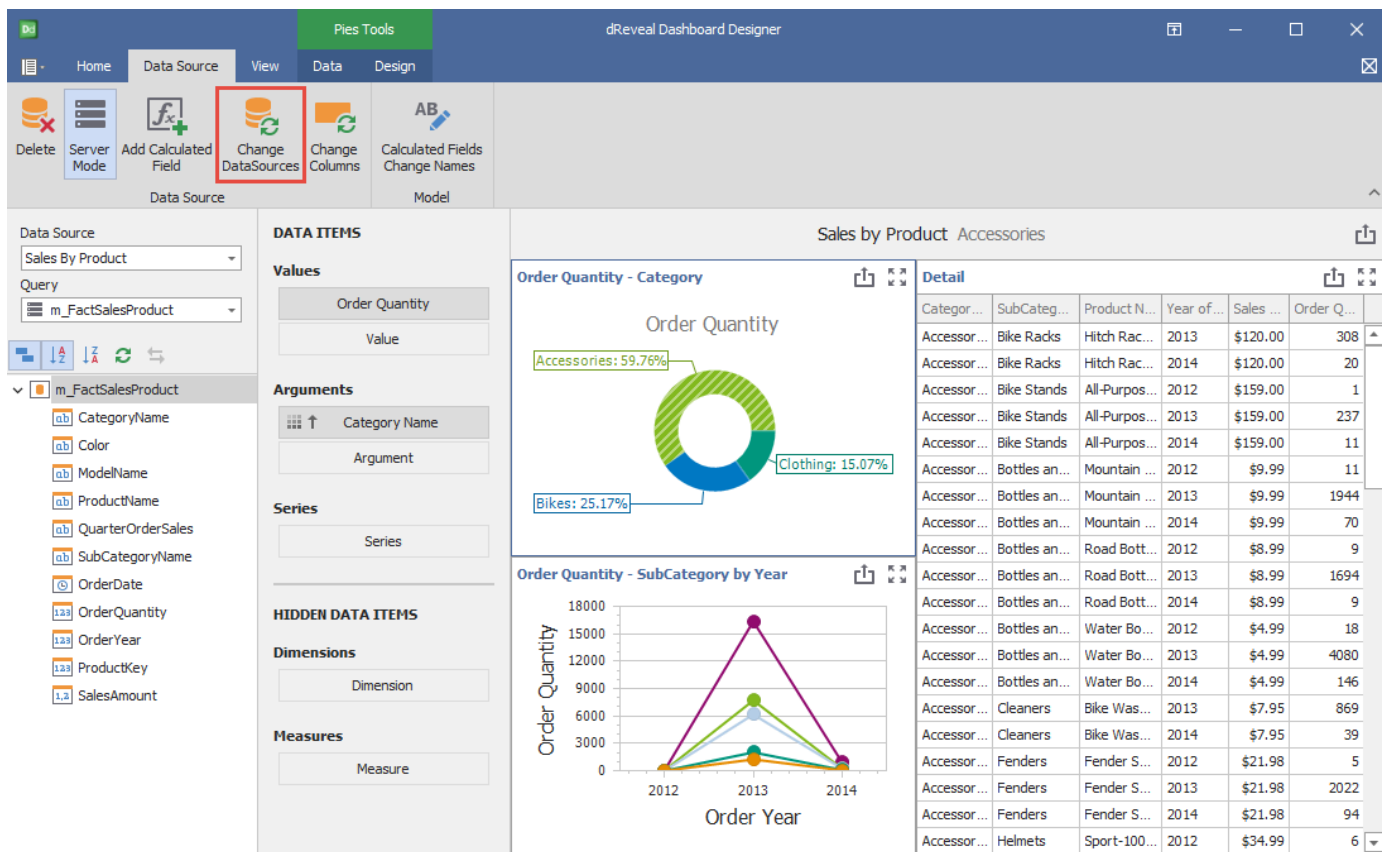 Dd
Pies Tools
dReveal Dashboard Designer
Home
Data Source
View
Data
Design
Delete
Server
Mode
Add Calculated
Field
Change
DataSources
Change
Columns
AB
Calculated Fields
Change Names
Data Source
Model
Data Source
Sales By Product
Query
m_FactSalesProduct
m_FactSalesProduct
ab CategoryName
ab Color
ab ModelName
ab ProductName
ab QuarterOrderSales
ab SubCategoryName
OrderDate
123 OrderQuantity
123 OrderYear
123 ProductKey
1,2 SalesAmount
DATA ITEMS
Values
Order Quantity
Value
Arguments
Category Name
Argument
Series
Series
HIDDEN DATA ITEMS
Dimensions
Dimension
Measures
Measure
Sales by Product Accessories
Order Quantity - Category
Order Quantity
Accessories: 59.76%
Clothing: 15.07%
Bikes: 25.17%
Order Quantity - SubCategory by Year
Order Quantity
18000
15000
12000
9000
6000
3000
0
2012 2013 2014
Order Year
Detail
Categor... SubCateg... Product N... Year of... Sales ... Order Q...
Accessor... Bike Racks Hitch Rac... 2013 $120.00 308
Accessor... Bike Racks Hitch Rac... 2014 $120.00 20
Accessor... Bike Stands All-Purpos... 2012 $159.00 1
Accessor... Bike Stands All-Purpos... 2013 $159.00 237
Accessor... Bike Stands All-Purpos... 2014 $159.00 11
Accessor... Bottles an... Mountain ... 2012 $9.99 11
Accessor... Bottles an... Mountain ... 2013 $9.99 1944
Accessor... Bottles an... Mountain ... 2014 $9.99 70
Accessor... Bottles an... Road Bott... 2012 $8.99 9
Accessor... Bottles an... Road Bott... 2013 $8.99 1694
Accessor... Bottles an... Road Bott... 2014 $8.99 9
Accessor... Bottles an... Water Bo... 2012 $4.99 18
Accessor... Bottles an... Water Bo... 2013 $4.99 4080
Accessor... Bottles an... Water Bo... 2014 $4.99 146
Accessor... Cleaners Bike Was... 2013 $7.95 869
Accessor... Cleaners Bike Was... 2014 $7.95 39
Accessor... Fenders Fender S... 2012 $21.98 5
Accessor... Fenders Fender S... 2013 $21.98 2022
Accessor... Fenders Fender S... 2014 $21.98 94
Accessor... Helmets Sport-100... 2012 $34.99 6